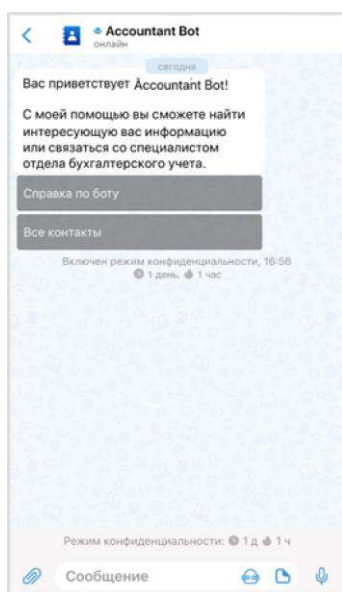 Accountant Bot
онлайн
сегодня
Вас приветствует Accountant Bot!
С моей помощью вы сможете найти
интересующую вас информацию
или связаться со специалистом
отдела бухгалтерского учета.
Справка по боту
Все контакты
Включен режим конфиденциальности, 16:56
1 день, 1 час
Режим конфиденциальности: 1 д 1 ч
Сообщение